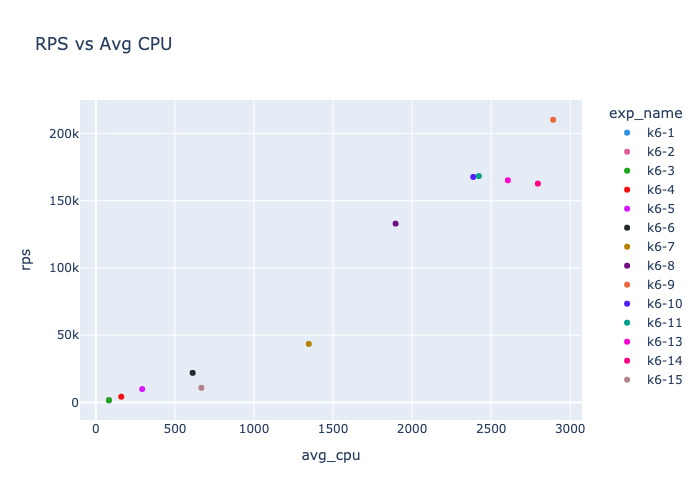 RPS vs Avg CPU
exp_name
k6-1
k6-2
k6-3
k6-4
k6-5
k6-6
k6-7
k6-8
k6-9
k6-10
k6-11
k6-13
k6-14
k6-15
200k
150k
100k
50k
0
rps
0 500 1000 1500 2000 2500 3000
avg_cpu